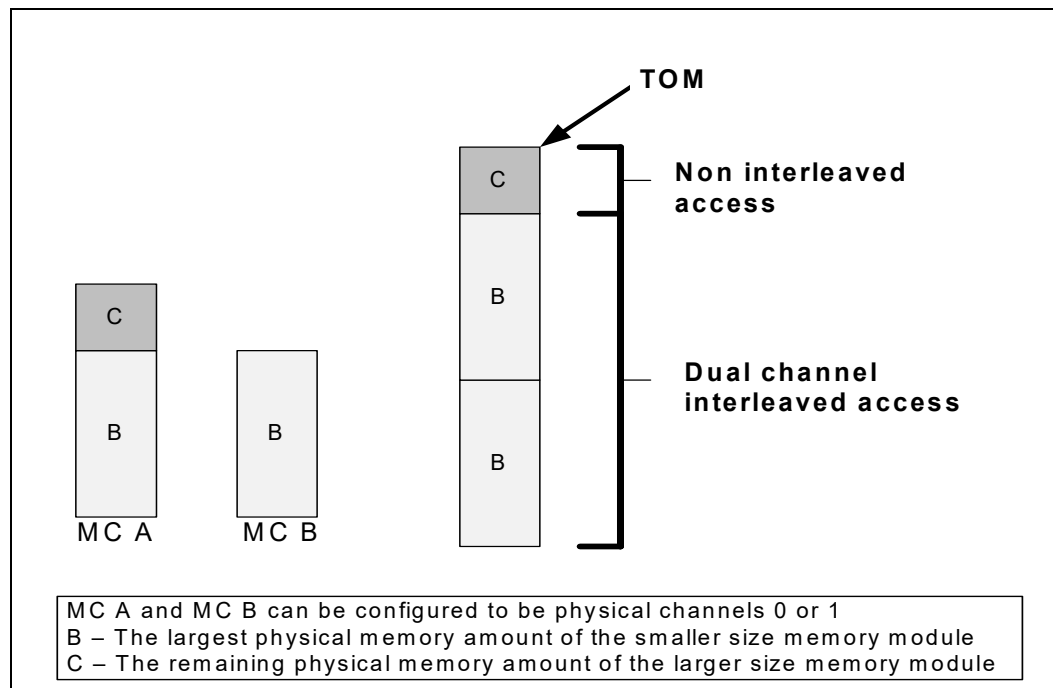 TOM
C
Non interleaved
access
B
C
B
Dual channel
interleaved access
B
B
MC A
MC B
MC A and MC B can be configured to be physical channels 0 or 1
B – The largest physical memory amount of the smaller size memory module
C – The remaining physical memory amount of the larger size memory module